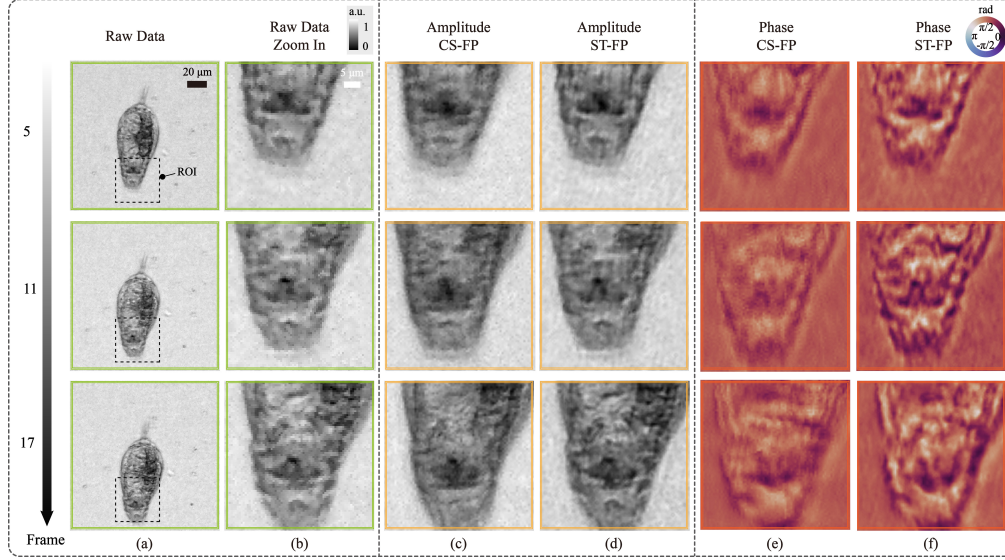 Raw Data
Raw Data
Zoom In
a.u.
1
0
Amplitude
CS-FP
Amplitude
ST-FP
Phase
CS-FP
Phase
ST-FP
rad
π/2
π 0
-π/2
20 μm
5 μm
ROI
5
11
17
Frame
(a)
(b)
(c)
(d)
(e)
(f)